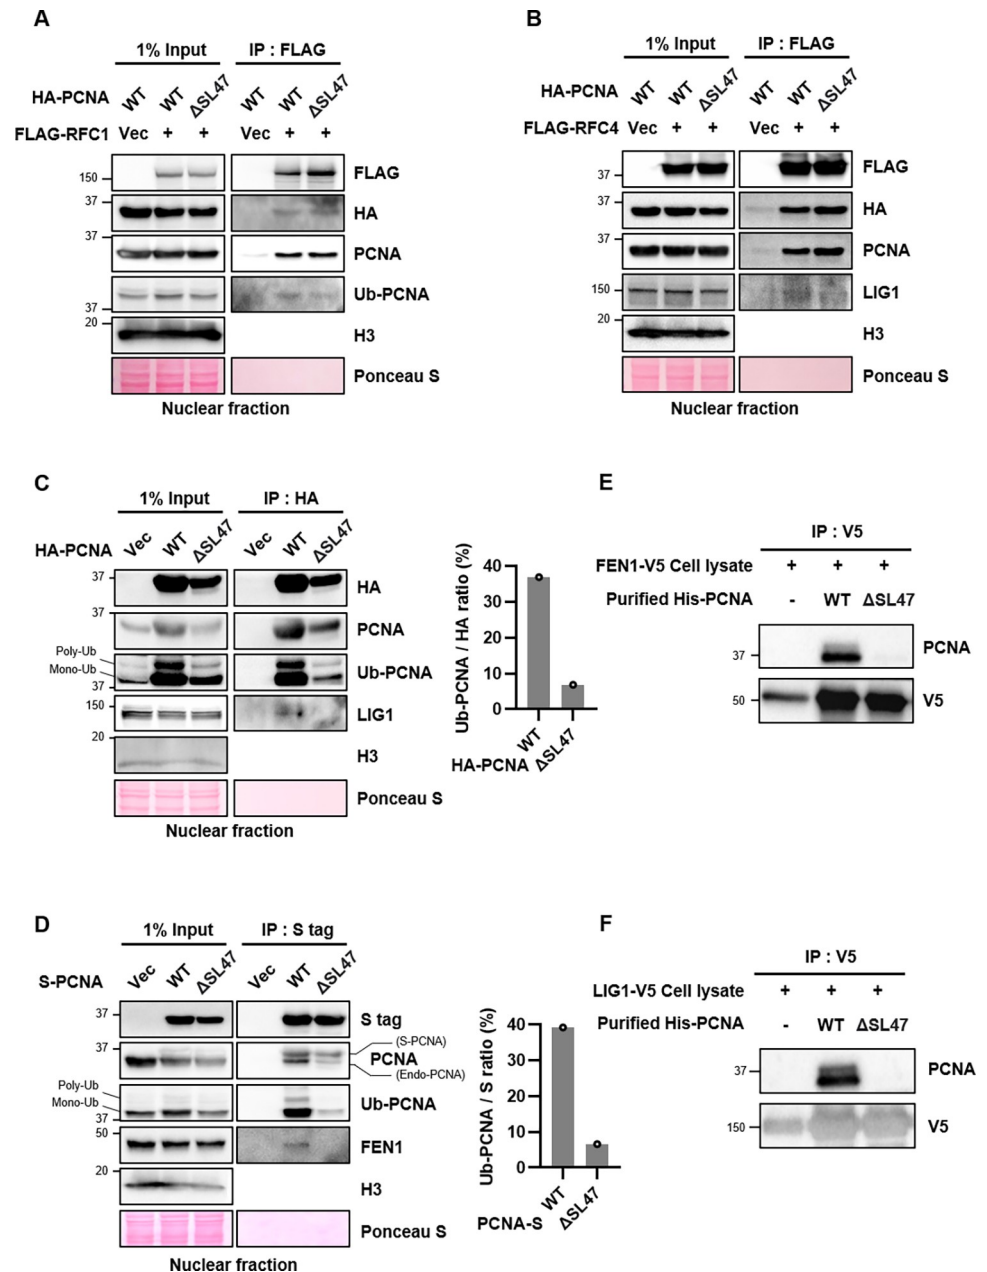 A
1% Input IP : FLAG
HA-PCNA WT WT ΔSL47 WT WT ΔSL47
FLAG-RFC1 Vec + + Vec + +
150 FLAG
37 HA
37 PCNA
37 Ub-PCNA
20 H3
Ponceau S
Nuclear fraction
B
1% Input IP : FLAG
HA-PCNA WT WT ΔSL47 WT WT ΔSL47
FLAG-RFC4 Vec + + Vec + +
37 FLAG
HA
37 PCNA
150 LIG1
20 H3
Ponceau S
Nuclear fraction
C
1% Input IP : HA
HA-PCNA Vec WT ΔSL47 Vec WT ΔSL47
37 HA
37 PCNA
Poly-Ub
Mono-Ub
37 Ub-PCNA
150 LIG1
20 H3
Ponceau S
Nuclear fraction
Ub-PCNA / HA ratio (%)
40
30
20
10
0
WT ΔSL47
HA-PCNA
E
IP : V5
FEN1-V5 Cell lysate + + +
Purified His-PCNA - WT ΔSL47
37 PCNA
50 V5
D
1% Input IP : S tag
S-PCNA Vec WT ΔSL47 Vec WT ΔSL47
37 S tag
(S-PCNA)
37 PCNA
(Endo-PCNA)
Poly-Ub
Mono-Ub
37 Ub-PCNA
50 FEN1
20 H3
Ponceau S
Nuclear fraction
Ub-PCNA / S ratio (%)
40
30
20
10
0
WT ΔSL47
PCNA-S
F
IP : V5
LIG1-V5 Cell lysate + + +
Purified His-PCNA - WT ΔSL47
37 PCNA
150 V5